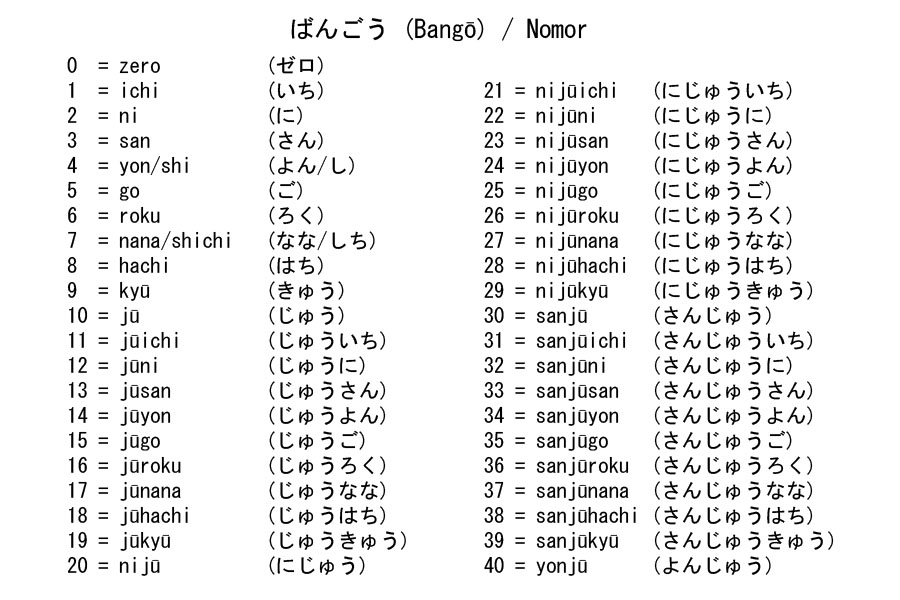 ばんごう (Bangō) / Nomor
0 = zero (ゼロ)
1 = ichi (いち)
2 = ni (に)
3 = san (さん)
4 = yon/shi (よん/し)
5 = go (ご)
6 = roku (ろく)
7 = nana/shichi (なな/しち)
8 = hachi (はち)
9 = kyū (きゅう)
10 = jū (じゅう)
11 = jūichi (じゅういち)
12 = jūni (じゅうに)
13 = jūsan (じゅうさん)
14 = jūyon (じゅうよん)
15 = jūgo (じゅうご)
16 = jūroku (じゅうろく)
17 = jūnana (じゅうなな)
18 = jūhachi (じゅうはち)
19 = jūkyū (じゅうきゅう)
20 = nijū (にじゅう)
21 = nijūichi (にじゅういち)
22 = nijūni (にじゅうに)
23 = nijūsan (にじゅうさん)
24 = nijūyon (にじゅうよん)
25 = nijūgo (にじゅうご)
26 = nijūroku (にじゅうろく)
27 = nijūnana (にじゅうなな)
28 = nijūhachi (にじゅうはち)
29 = nijūkyū (にじゅうきゅう)
30 = sanjū (さんじゅう)
31 = sanjūichi (さんじゅういち)
32 = sanjūni (さんじゅうに)
33 = sanjūsan (さんじゅうさん)
34 = sanjūyon (さんじゅうよん)
35 = sanjūgo (さんじゅうご)
36 = sanjūroku (さんじゅうろく)
37 = sanjūnana (さんじゅうなな)
38 = sanjūhachi (さんじゅうはち)
39 = sanjūkyū (さんじゅうきゅう)
40 = yonjū (よんじゅう)